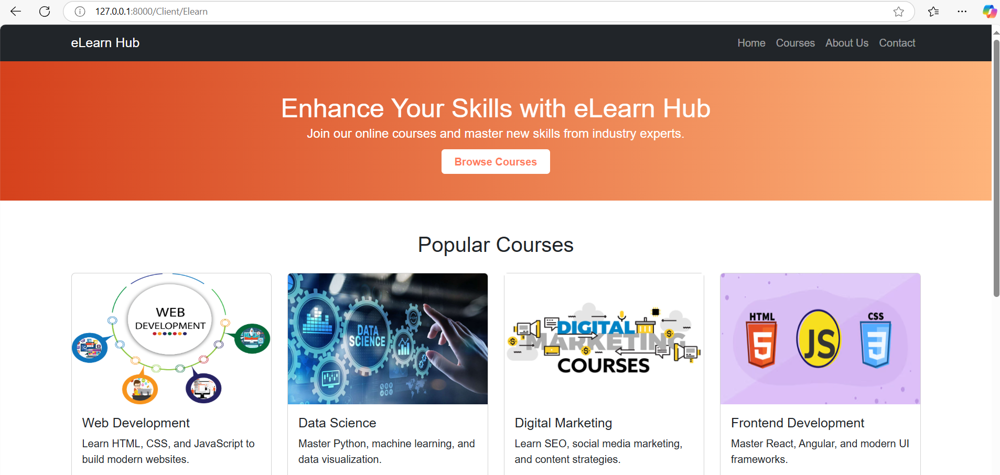 127.0.0.1:8000/Client/Elearn
eLearn Hub
Home Courses About Us Contact
Enhance Your Skills with eLearn Hub
Join our online courses and master new skills from industry experts.
Browse Courses
Popular Courses
WEB
DEVELOPMENT
DATA
SCIENCE
DIGITAL
MARKETING
COURSES
HTML
5
JS
CSS
3
Web Development
Learn HTML, CSS, and JavaScript to
build modern websites.
Data Science
Master Python, machine learning, and
data visualization.
Digital Marketing
Learn SEO, social media marketing,
and content strategies.
Frontend Development
Master React, Angular, and modern UI
frameworks.